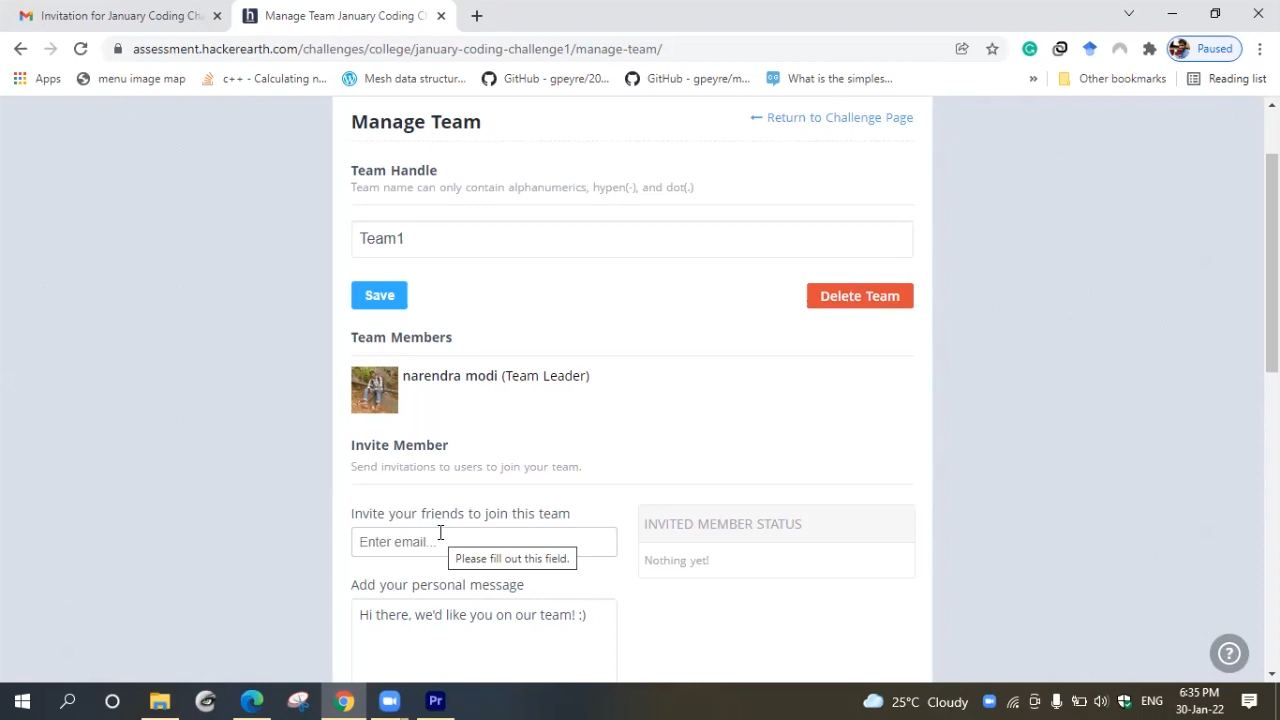 Invitation for January Coding Cha
Manage Team January Coding C
assessment.hackerearth.com/challenges/college/january-coding-challenge1/manage-team/
Paused
Apps
menu image map
c++ - Calculating n...
Mesh data structur...
GitHub - gpeyre/20...
GitHub - gpeyre/m...
What is the simples...
»
Other bookmarks
Reading list
Manage Team
← Return to Challenge Page
Team Handle
Team name can only contain alphanumerics, hypen(-), and dot(.)
Team1
Save
Delete Team
Team Members
narendra modi (Team Leader)
Invite Member
Send invitations to users to join your team.
Invite your friends to join this team
Enter email...
Please fill out this field.
INVITED MEMBER STATUS
Nothing yet!
Add your personal message
Hi there, we'd like you on our team! :)
25°C Cloudy
ENG
6:35 PM
30-Jan-22